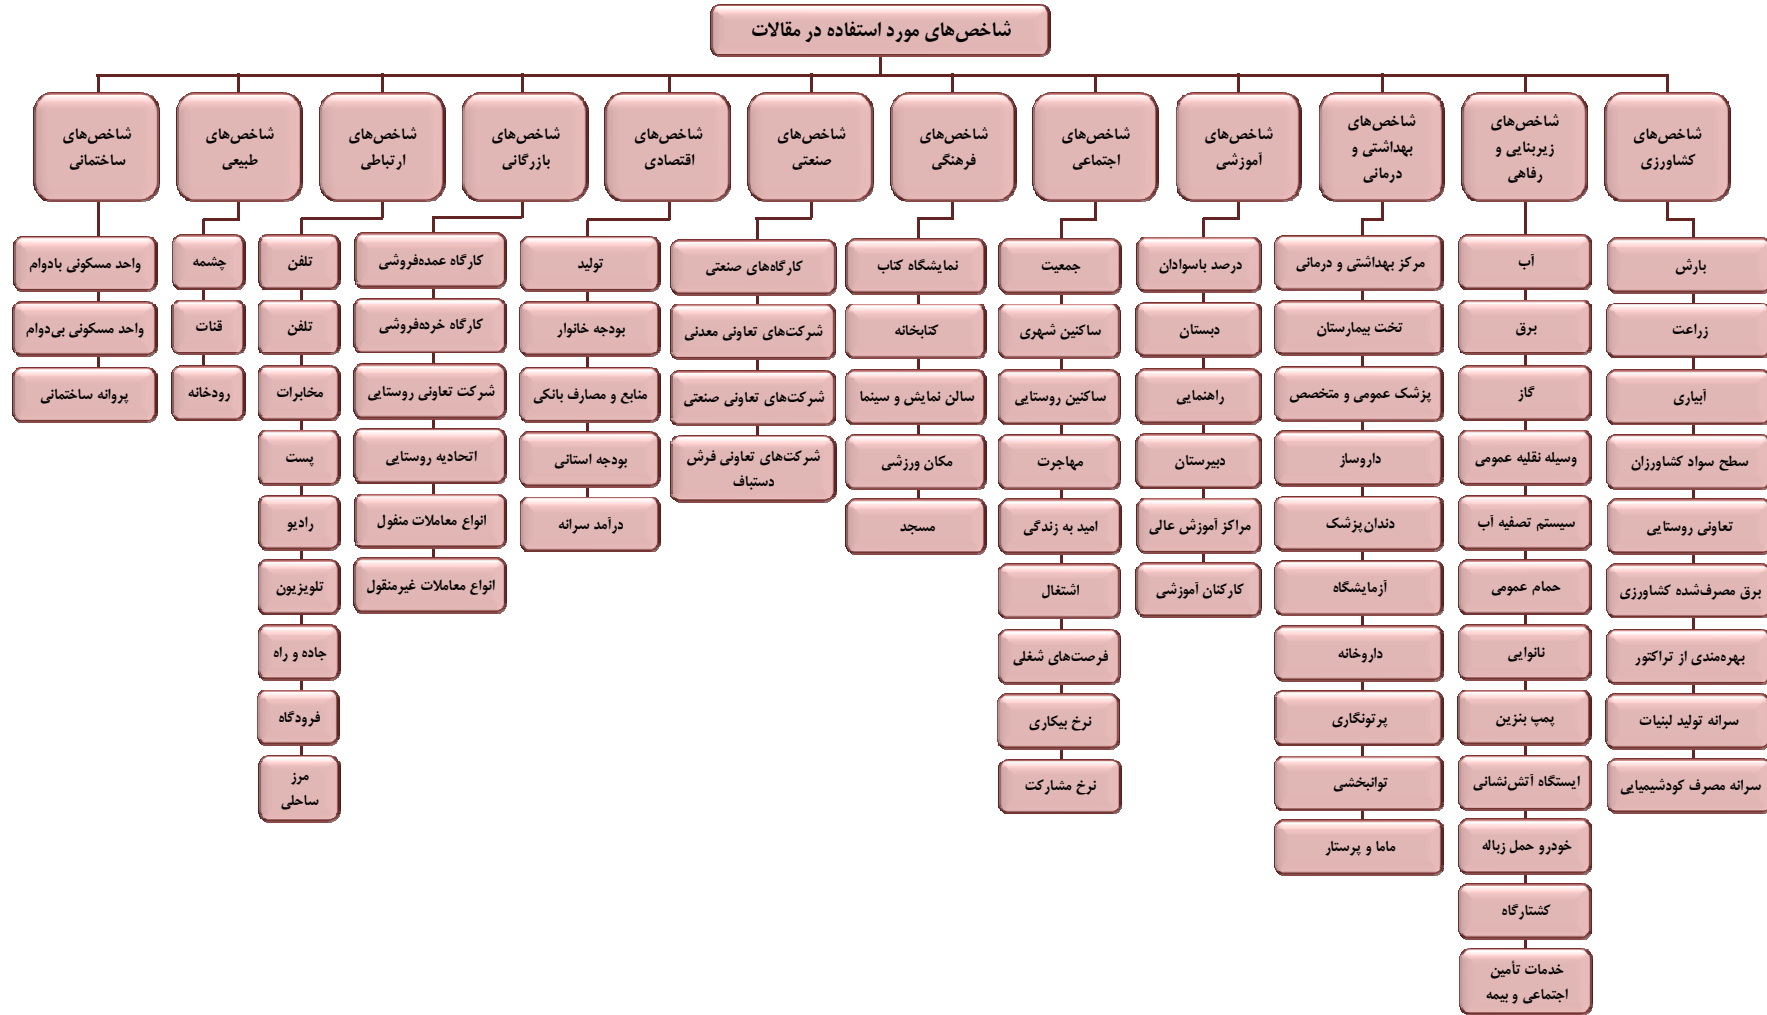 شاخص‌های مورد استفاده در مقالات
شاخص‌های
کشاورزی
بارش
زراعت
آبیاری
سطح سواد کشاورزان
تعاونی روستایی
برق مصرف‌شده کشاورزی
بهره‌مندی از تراکتور
سرانه تولید لبنیات
سرانه مصرف کودشیمیایی
شاخص‌های
زیربنایی و
رفاهی
آب
برق
گاز
وسیله نقلیه عمومی
سیستم تصفیه آب
حمام عمومی
نانوایی
پمپ بنزین
ایستگاه آتش‌نشانی
خودرو حمل زباله
کشتارگاه
خدمات تأمین
اجتماعی و بیمه
شاخص‌های
بهداشتی و
درمانی
مرکز بهداشتی و درمانی
تخت بیمارستان
پزشک عمومی و متخصص
داروساز
دندان‌پزشک
آزمایشگاه
داروخانه
پرتونگاری
توانبخشی
ماما و پرستار
شاخص‌های
آموزشی
درصد باسوادان
دبستان
راهنمایی
دبیرستان
مراکز آموزش عالی
کارکنان آموزشی
شاخص‌های
اجتماعی
جمعیت
ساکنین شهری
ساکنین روستایی
مهاجرت
امید به زندگی
اشتغال
فرصت‌های شغلی
نرخ بیکاری
نرخ مشارکت
شاخص‌های
فرهنگی
نمایشگاه کتاب
کتابخانه
سالن نمایش و سینما
مکان ورزشی
مسجد
شاخص‌های
صنعتی
کارگاه‌های صنعتی
شرکت‌های تعاونی معدنی
شرکت‌های تعاونی صنعتی
شرکت‌های تعاونی فرش
دستباف
شاخص‌های
اقتصادی
تولید
بودجه خانوار
منابع و مصارف بانکی
بودجه استانی
درآمد سرانه
شاخص‌های
بازرگانی
کارگاه عمده‌فروشی
کارگاه خرده‌فروشی
شرکت تعاونی روستایی
اتحادیه روستایی
انواع معاملات منقول
انواع معاملات غیرمنقول
شاخص‌های
ارتباطی
تلفن
تلفن
مخابرات
پست
رادیو
تلویزیون
جاده و راه
فرودگاه
مرز
ساحلی
شاخص‌های
طبیعی
چشمه
قنات
رودخانه
شاخص‌های
ساختمانی
واحد مسکونی بادوام
واحد مسکونی بی‌دوام
پروانه ساختمانی